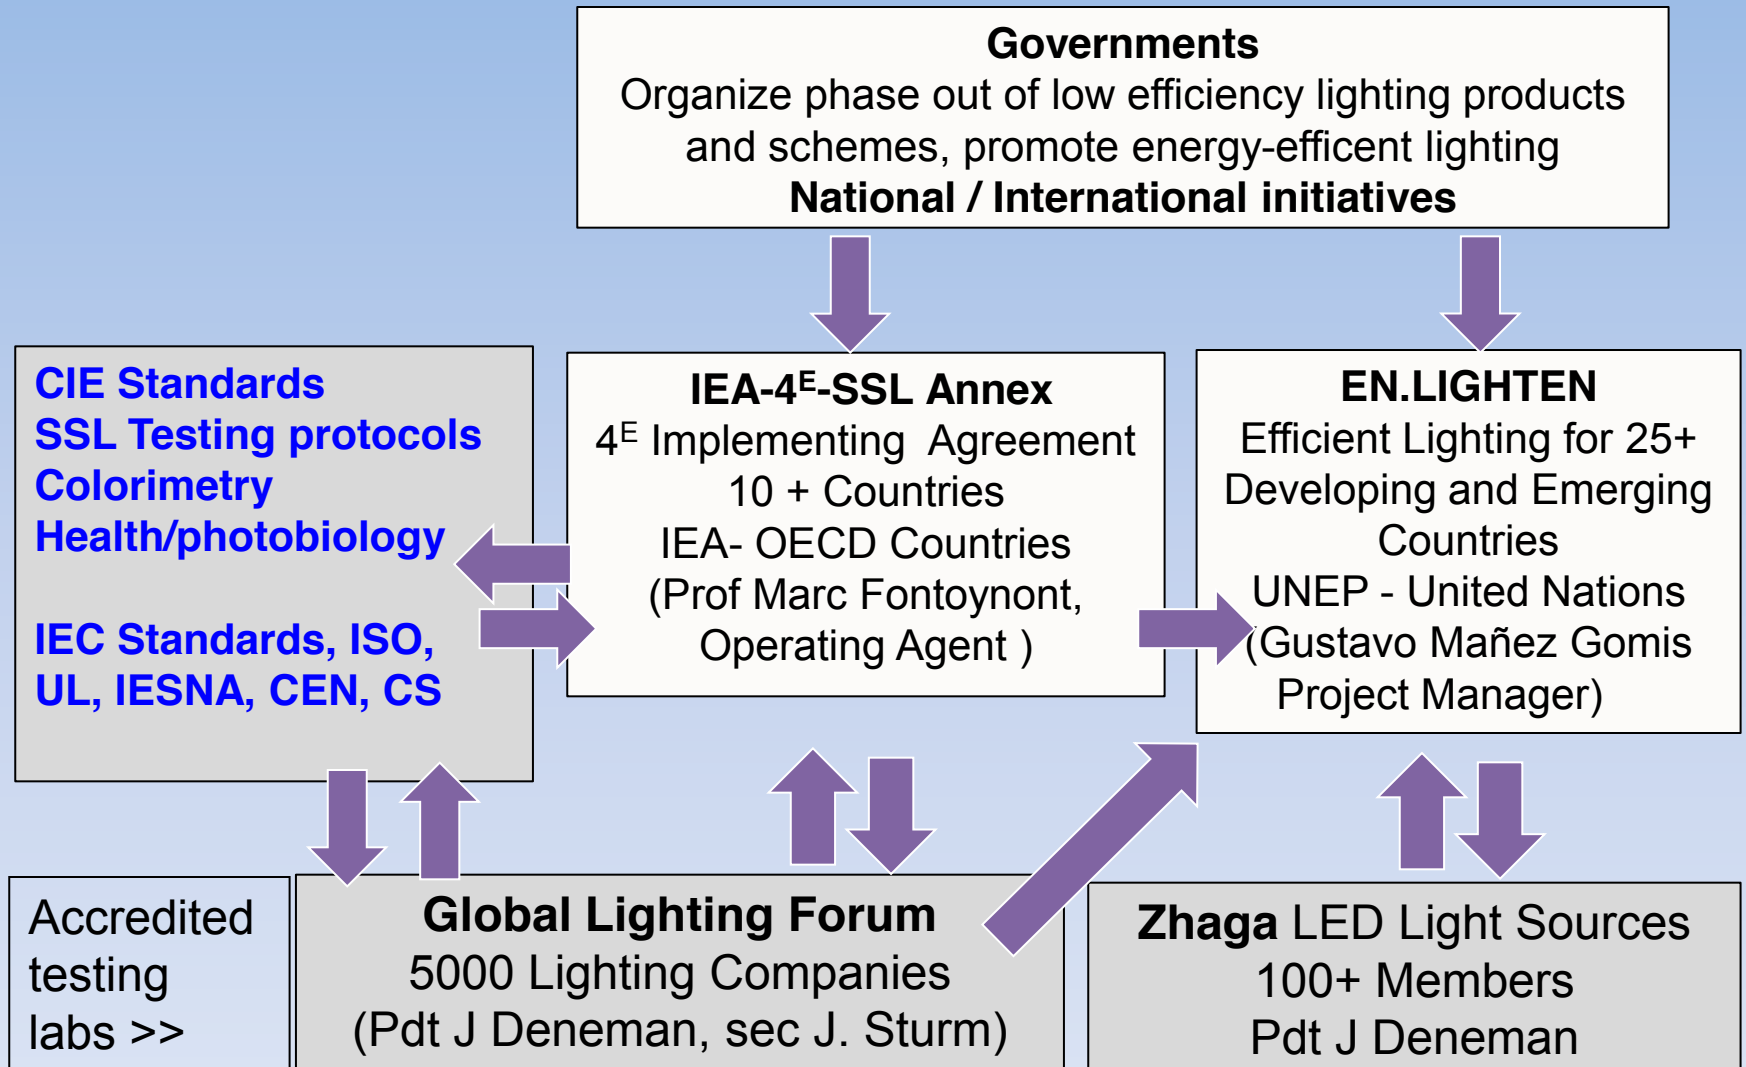 Governments
Organize phase out of low efficiency lighting products
and schemes, promote energy-efficent lighting
National / International initiatives
CIE Standards
SSL Testing protocols
Colorimetry
Health/photobiology
IEC Standards, ISO,
UL, IESNA, CEN, CS
IEA-4ᴱ-SSL Annex
4ᴱ Implementing Agreement
10 + Countries
IEA- OECD Countries
(Prof Marc Fontoynont,
Operating Agent )
EN.LIGHTEN
Efficient Lighting for 25+
Developing and Emerging
Countries
UNEP - United Nations
(Gustavo Mañez Gomis
Project Manager)
Accredited
testing
labs >>
Global Lighting Forum
5000 Lighting Companies
(Pdt J Deneman, sec J. Sturm)
Zhaga LED Light Sources
100+ Members
Pdt J Deneman